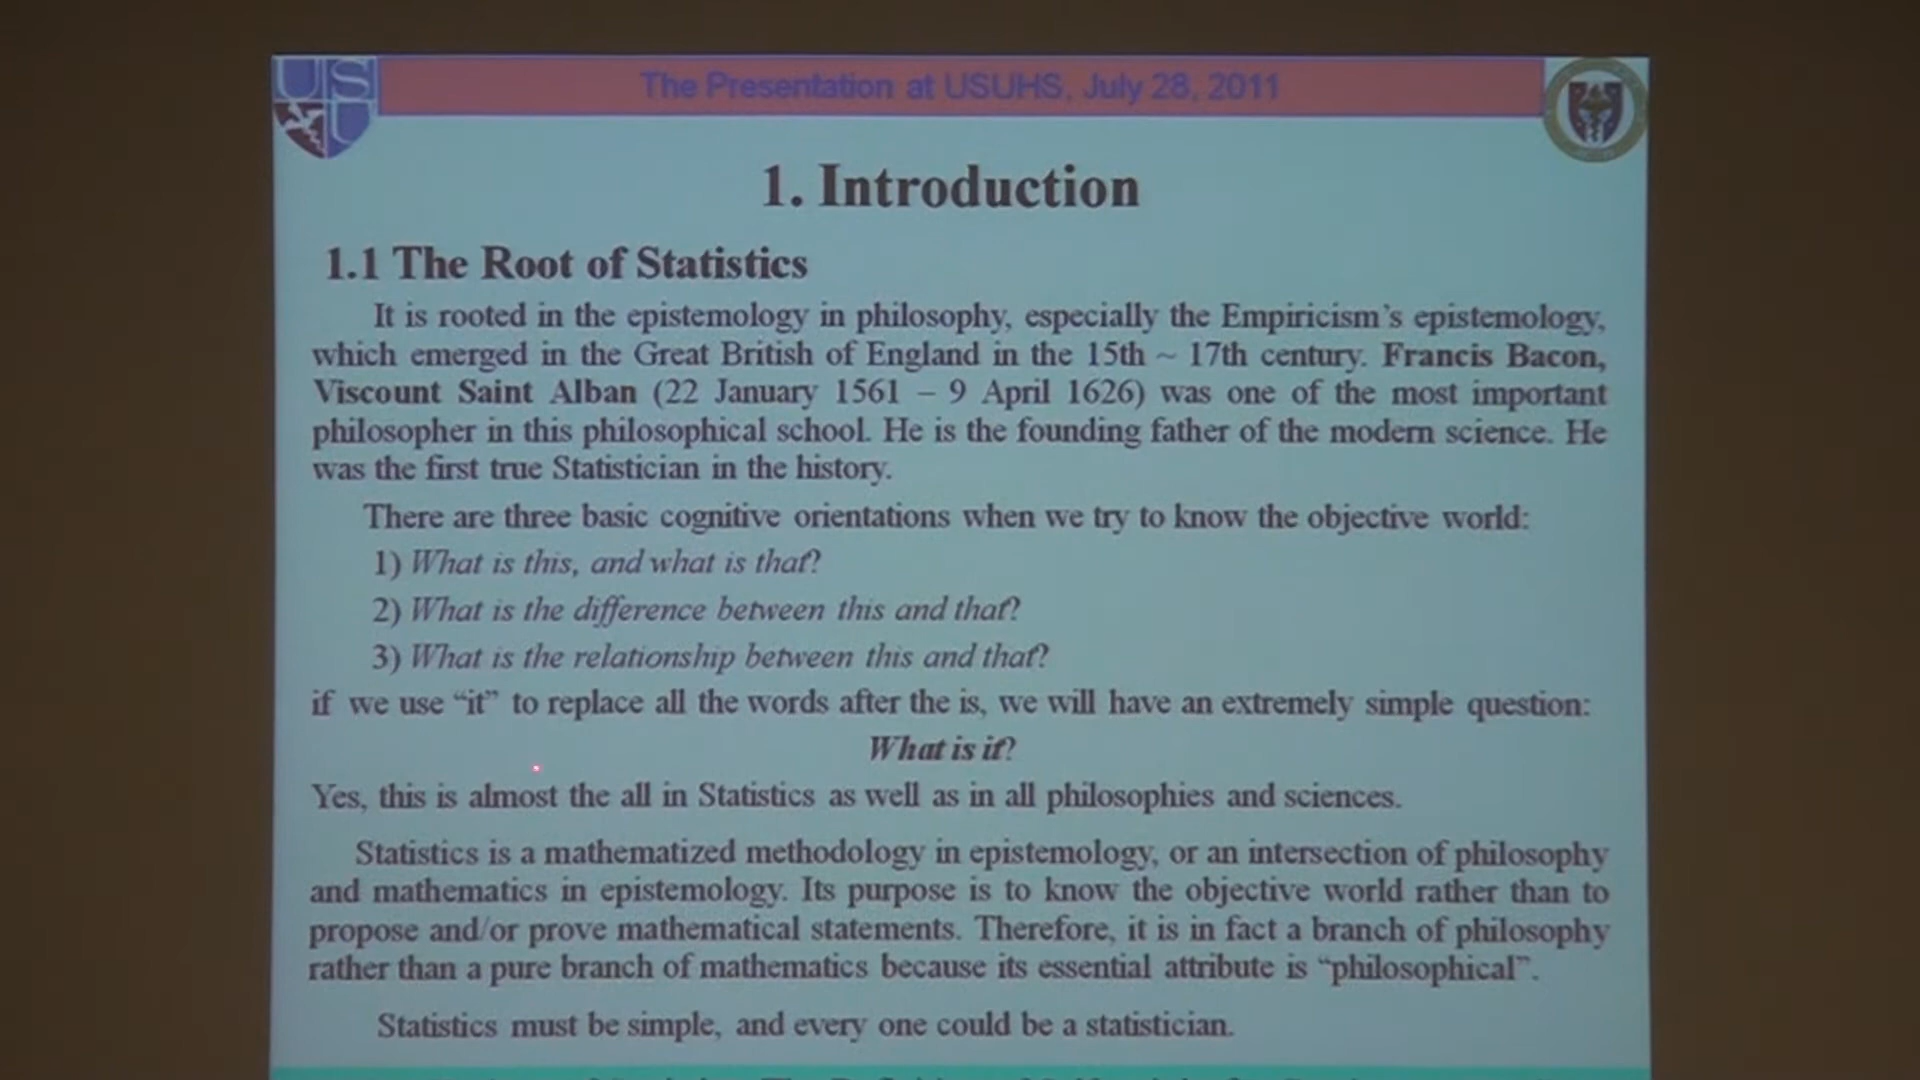 USU
The Presentation at USUHS, July 28, 2011
1. Introduction
1.1 The Root of Statistics
It is rooted in the epistemology in philosophy, especially the Empiricism's epistemology,
which emerged in the Great British of England in the 15th ~ 17th century. Francis Bacon,
Viscount Saint Alban (22 January 1561 – 9 April 1626) was one of the most important
philosopher in this philosophical school. He is the founding father of the modern science. He
was the first true Statistician in the history.
There are three basic cognitive orientations when we try to know the objective world:
1) What is this, and what is that?
2) What is the difference between this and that?
3) What is the relationship between this and that?
if we use “it” to replace all the words after the is, we will have an extremely simple question:
What is it?
Yes, this is almost the all in Statistics as well as in all philosophies and sciences.
Statistics is a mathematized methodology in epistemology, or an intersection of philosophy
and mathematics in epistemology. Its purpose is to know the objective world rather than to
propose and/or prove mathematical statements. Therefore, it is in fact a branch of philosophy
rather than a pure branch of mathematics because its essential attribute is “philosophical”.
Statistics must be simple, and every one could be a statistician.